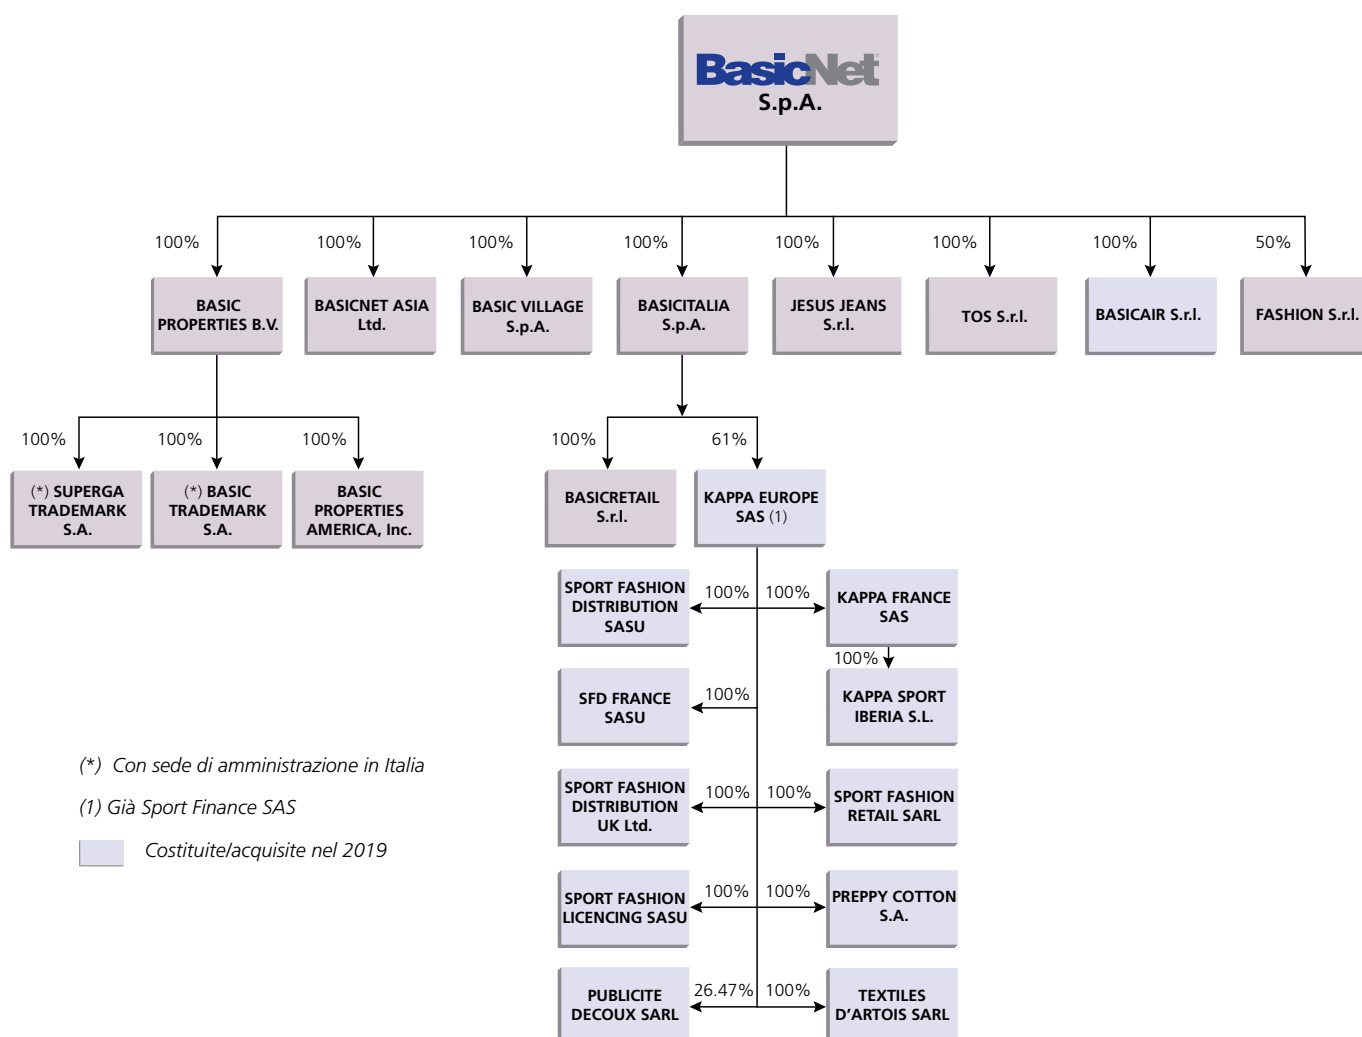 BasicNet
S.p.A.
100%
100%
100%
100%
100%
100%
100%
50%
BASIC
PROPERTIES B.V.
BASICNET ASIA
Ltd.
BASIC VILLAGE
S.p.A.
BASICITALIA
S.p.A.
JESUS JEANS
S.r.l.
TOS S.r.l.
BASICAIR S.r.l.
FASHION S.r.l.
100%
100%
100%
100%
61%
(*) SUPERGA
TRADEMARK
S.A.
(*) BASIC
TRADEMARK
S.A.
BASIC
PROPERTIES
AMERICA, Inc.
BASICRETAIL
S.r.l.
KAPPA EUROPE
SAS (1)
SPORT FASHION
DISTRIBUTION
SASU
100%
100%
KAPPA FRANCE
SAS
100%
SFD FRANCE
SASU
100%
KAPPA SPORT
IBERIA S.L.
SPORT FASHION
DISTRIBUTION
UK Ltd.
100%
100%
SPORT FASHION
RETAIL SARL
SPORT FASHION
LICENCING SASU
100%
100%
PREPPY COTTON
S.A.
PUBLICITE
DECOUX SARL
26.47%
100%
TEXTILES
D'ARTOIS SARL
(*) Con sede di amministrazione in Italia
(1) Già Sport Finance SAS
Costituite/acquisite nel 2019